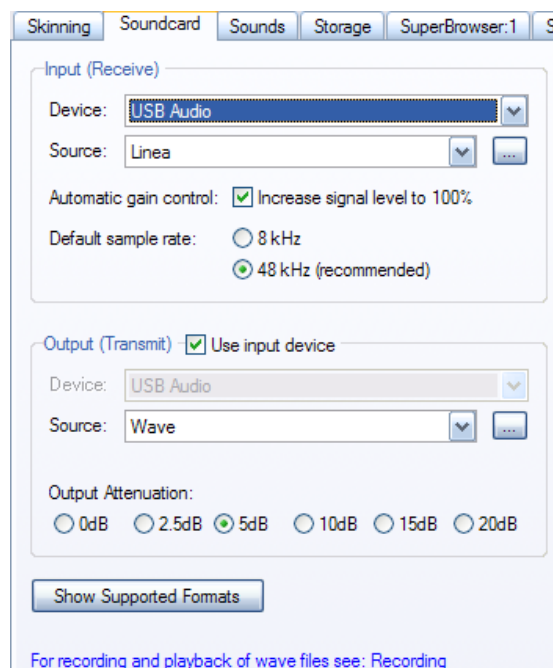 Skinning Soundcard Sounds Storage SuperBrowser:1 S
Input (Receive)
Device: USB Audio
Source: Linea ...
Automatic gain control: Increase signal level to 100%
Default sample rate: 8 kHz
48 kHz (recommended)
Output (Transmit) Use input device
Device: USB Audio
Source: Wave ...
Output Attenuation:
0dB 2.5dB 5dB 10dB 15dB 20dB
Show Supported Formats
For recording and playback of wave files see: Recording